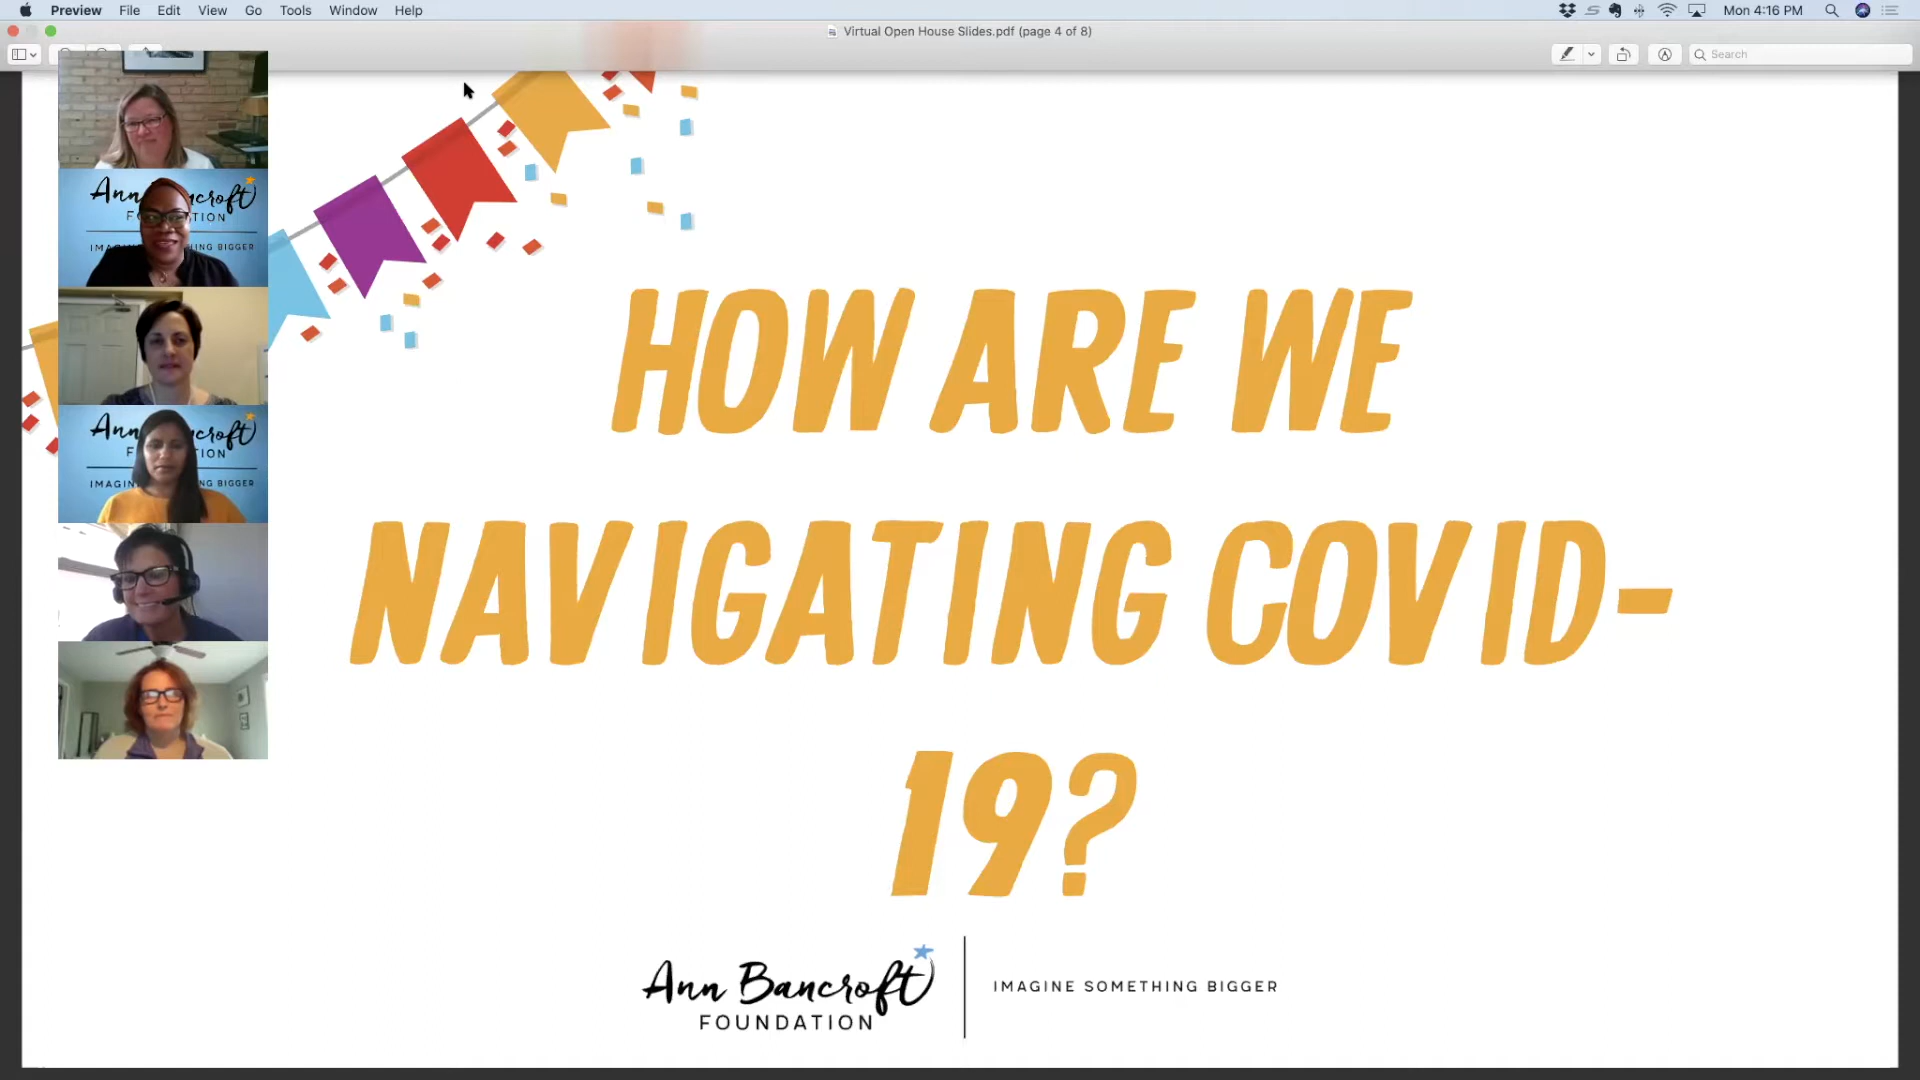 Preview File Edit View Go Tools Window Help
Mon 4:16 PM
Virtual Open House Slides.pdf (page 4 of 8)
Search
HOW ARE WE
NAVIGATING COVID-
19?
Ann Bancroft
FOUNDATION
IMAGINE SOMETHING BIGGER